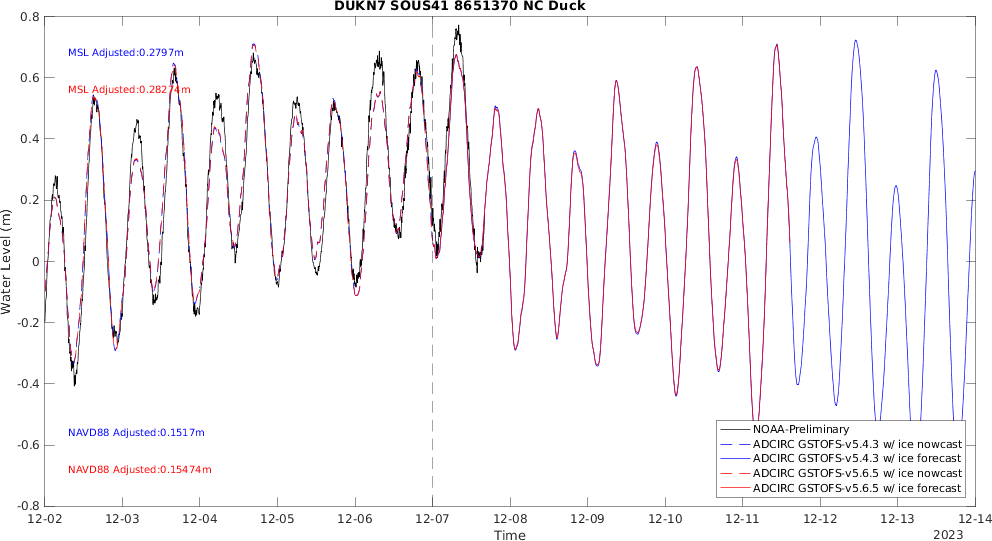 DUKN7 SOUS41 8651370 NC Duck
0.8
0.6
0.4
0.2
0
-0.2
-0.4
-0.6
-0.8
Water Level (m)
MSL Adjusted:0.2797m
MSL Adjusted:0.28274m
NAVD88 Adjusted:0.1517m
NAVD88 Adjusted:0.15474m
NOAA-Preliminary
ADCIRC GSTOFS-v5.4.3 w/ ice nowcast
ADCIRC GSTOFS-v5.4.3 w/ ice forecast
ADCIRC GSTOFS-v5.6.5 w/ ice nowcast
ADCIRC GSTOFS-v5.6.5 w/ ice forecast
12-02 12-03 12-04 12-05 12-06 12-07 12-08 12-09 12-10 12-11 12-12 12-13 12-14
Time
2023